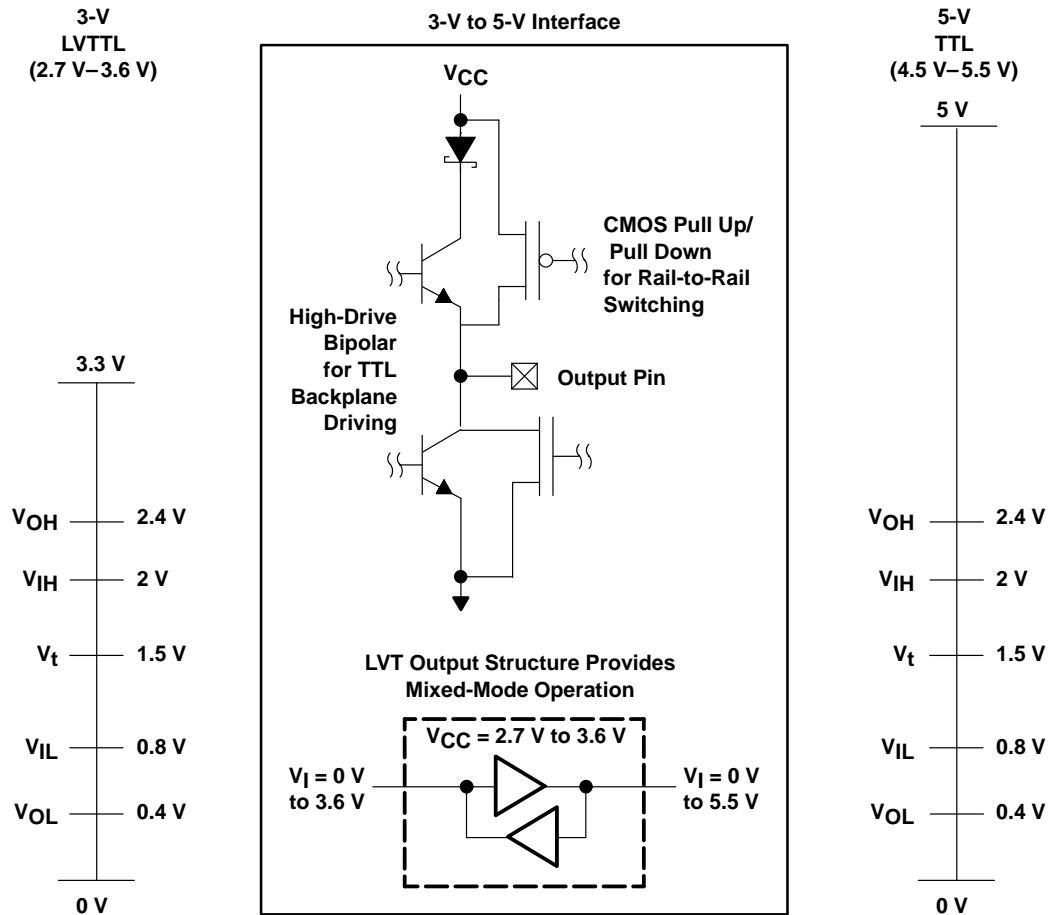 3-V
LVTTL
(2.7 V–3.6 V)
3-V to 5-V Interface
5-V
TTL
(4.5 V–5.5 V)
5 V
VCC
CMOS Pull Up/
Pull Down
for Rail-to-Rail
Switching
High-Drive
Bipolar
for TTL
Backplane
Driving
3.3 V
Output Pin
VOH
2.4 V
VOH
2.4 V
VIH
2 V
VIH
2 V
Vt
1.5 V
Vt
1.5 V
LVT Output Structure Provides
Mixed-Mode Operation
VCC = 2.7 V to 3.6 V
VIL
0.8 V
VIL
0.8 V
VI = 0 V
to 3.6 V
VI = 0 V
to 5.5 V
VOL
0.4 V
VOL
0.4 V
0 V
0 V